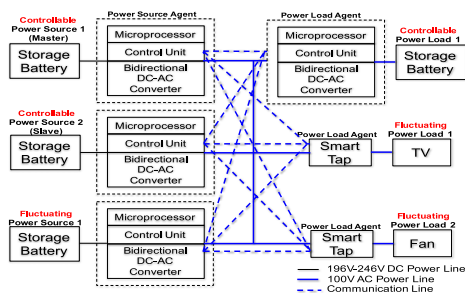 Controllable
Power Source 1
(Master)
Storage
Battery
Power Source Agent
Microprocessor
Control Unit
Bidirectional
DC-AC
Converter
Power Load Agent
Microprocessor
Control Unit
Bidirectional
DC-AC
Converter
Controllable
Power Load 1
Storage
Battery
Controllable
Power Source 2
(Slave)
Storage
Battery
Microprocessor
Control Unit
Bidirectional
DC-AC
Converter
Power Load Agent
Smart
Tap
Fluctuating
Power Load 1
TV
Fluctuating
Power Source 1
Storage
Battery
Microprocessor
Control Unit
Bidirectional
DC-AC
Converter
Power Load Agent
Smart
Tap
Fluctuating
Power Load 2
Fan
196V-246V DC Power Line
100V AC Power Line
Communication Line